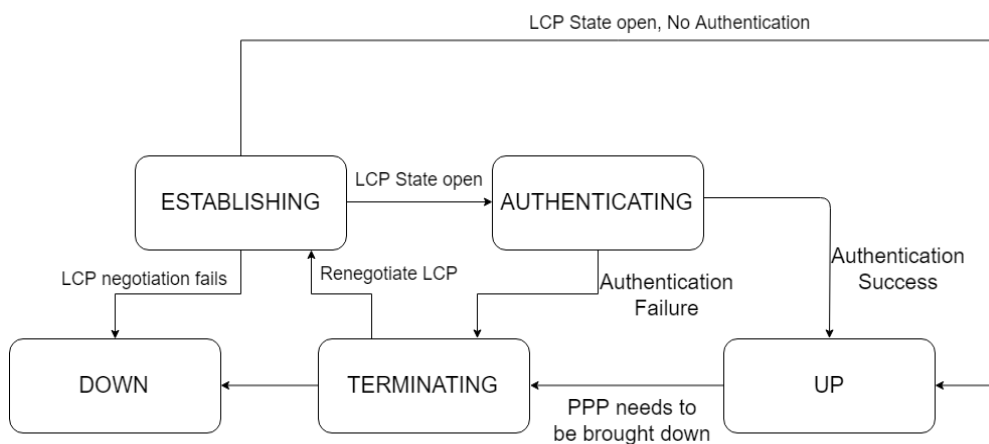 LCP State open, No Authentication
ESTABLISHING
LCP State open
AUTHENTICATING
LCP negotiation fails
Renegotiate LCP
Authentication
Failure
Authentication
Success
DOWN
TERMINATING
UP
PPP needs to
be brought down